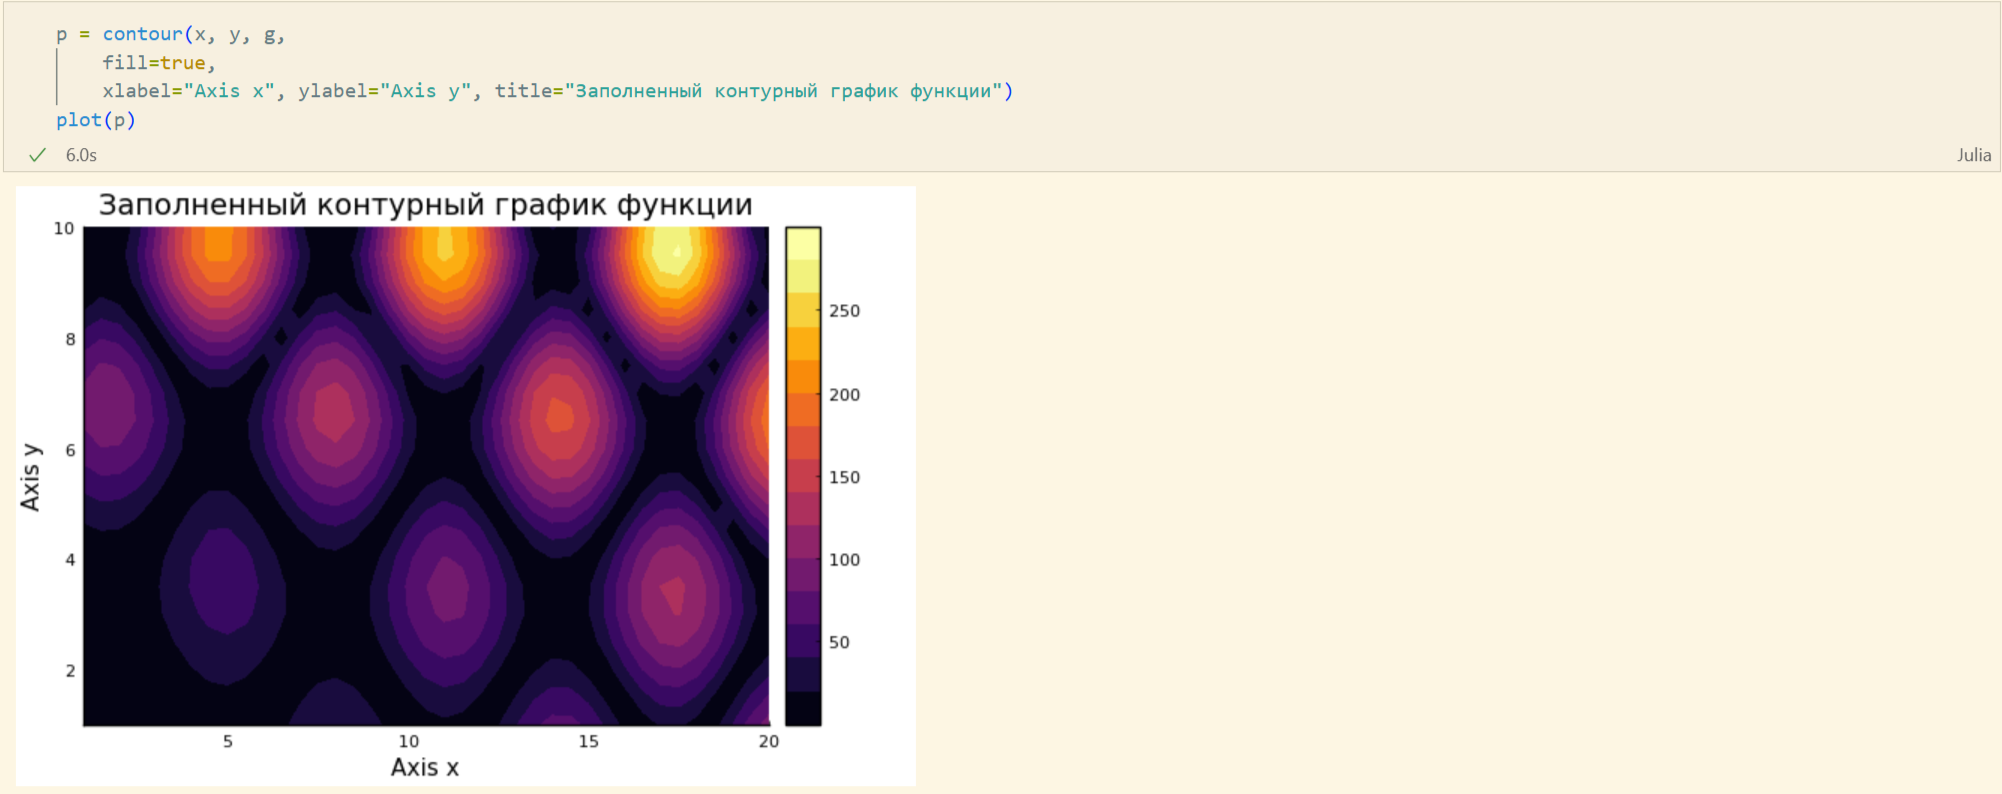 p = contour(x, y, g,
    fill=true,
    xlabel="Axis x", ylabel="Axis y", title="Заполненный контурный график функции")
plot(p)
6.0s
Julia
Заполненный контурный график функции
10
8
6
4
2
Axis y
250
200
150
100
50
5
10
15
20
Axis x